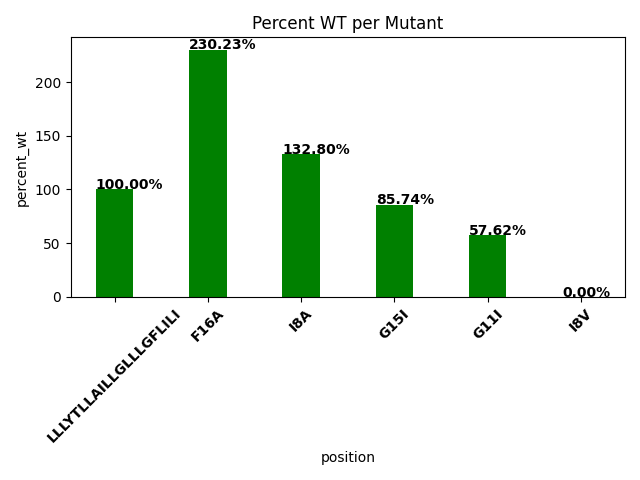 Percent WT per Mutant
percent_wt
200
150
100
50
0
100.00%
230.23%
132.80%
85.74%
57.62%
0.00%
LLLYTLLAILLGLLLGFLILI
F16A
I8A
G15I
G11I
I8V
position